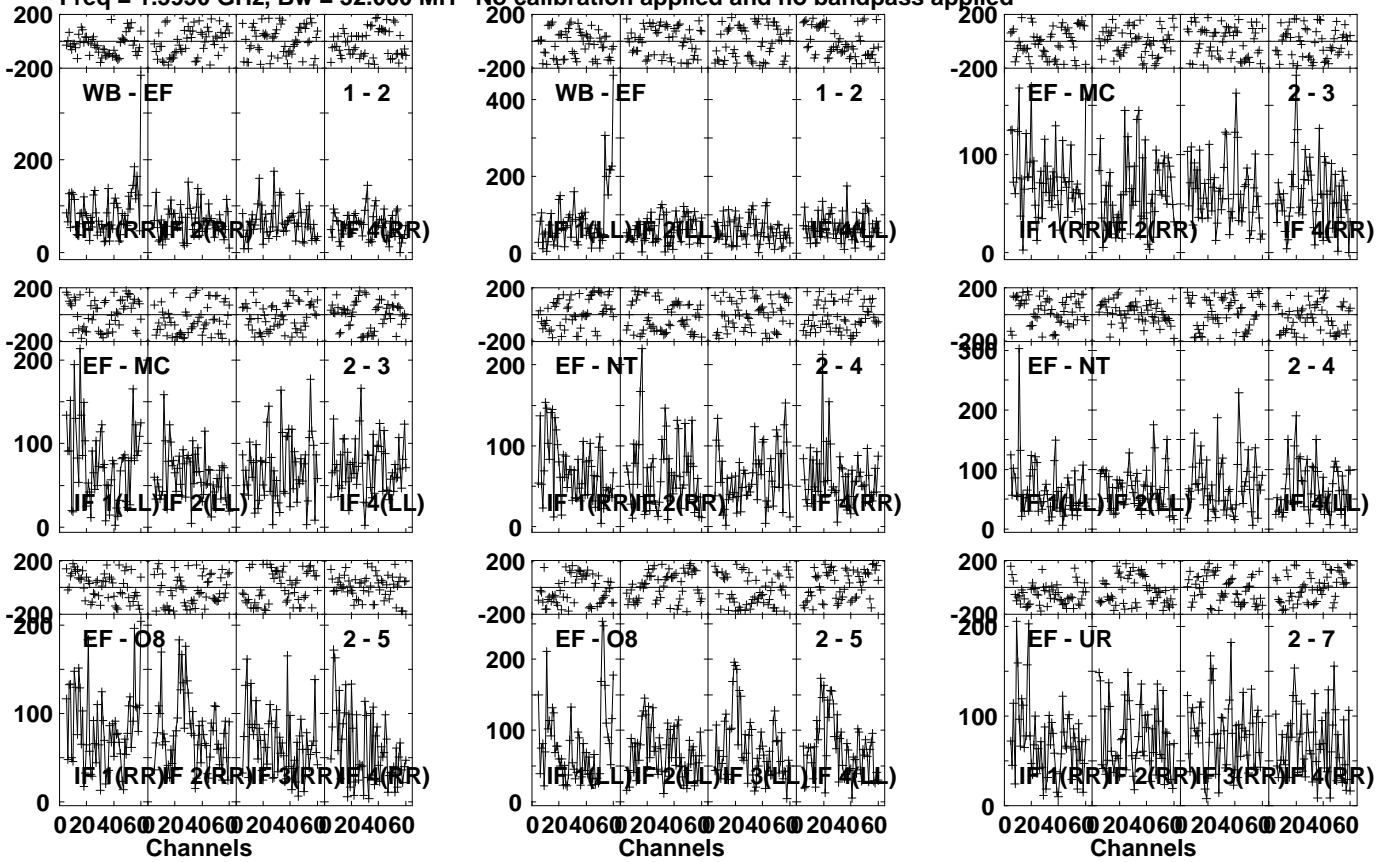 Freq = 1.5950 GHz, Bw = 32.000 MH No calibration applied and no bandpass applied
200
-200
WB - EF 1 - 2
200
0
IF 1(RR) IF 2(RR) IF 4(RR)
200
-200
WB - EF 1 - 2
400
200
0
IF 1(LL) IF 2(LL) IF 4(LL)
200
-200
EF - MC 2 - 3
100
0
IF 1(RR) IF 2(RR) IF 4(RR)
200
-200
200
EF - MC 2 - 3
100
0
IF 1(LL) IF 2(LL) IF 4(LL)
200
-200
200
EF - NT 2 - 4
100
0
IF 1(RR) IF 2(RR) IF 4(RR)
200
-200
300
EF - NT 2 - 4
200
100
0
IF 1(LL) IF 2(LL) IF 4(LL)
200
-200
200
EF - O8 2 - 5
100
0
IF 1(RR) IF 2(RR) IF 3(RR) IF 4(RR)
0 20 40 60 0 20 40 60 0 20 40 60 0 20 40 60
Channels
200
-200
EF - O8 2 - 5
200
100
0
IF 1(LL) IF 2(LL) IF 3(LL) IF 4(LL)
0 20 40 60 0 20 40 60 0 20 40 60 0 20 40 60
Channels
200
-200
200
EF - UR 2 - 7
100
0
IF 1(RR) IF 2(RR) IF 3(RR) IF 4(RR)
0 20 40 60 0 20 40 60 0 20 40 60 0 20 40 60
Channels